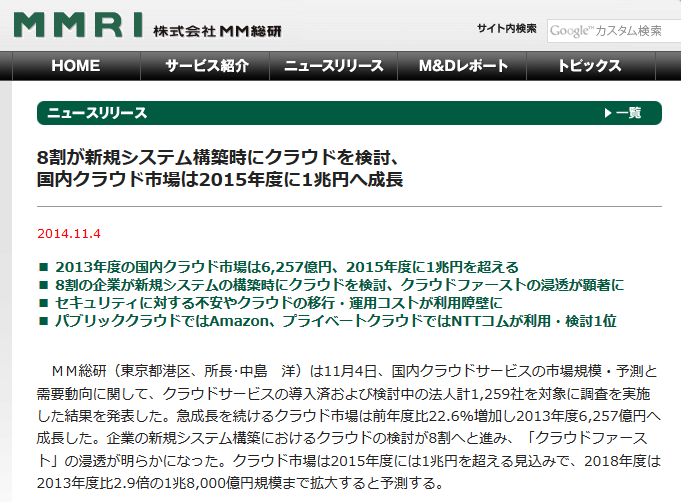 MMRI 株式会社MM総研
サイト内検索 Google™ カスタム検索
HOME サービス紹介 ニュースリリース M&Dレポート トピックス
ニュースリリース ▶一覧
8割が新規システム構築時にクラウドを検討、
国内クラウド市場は2015年度に1兆円へ成長
2014.11.4
■ 2013年度の国内クラウド市場は6,257億円、2015年度に1兆円を超える
■ 8割の企業が新規システムの構築時にクラウドを検討、クラウドファーストの浸透が顕著に
■ セキュリティに対する不安やクラウドの移行・運用コストが利用障壁に
■ パブリッククラウドではAmazon、プライベートクラウドではNTTコムが利用・検討1位
MM総研（東京都港区、所長･中島　洋）は11月4日、国内クラウドサービスの市場規模・予測と
需要動向に関して、クラウドサービスの導入済および検討中の法人計1,259社を対象に調査を実施
した結果を発表した。急成長を続けるクラウド市場は前年度比22.6%増加し2013年度6,257億円へ
成長した。企業の新規システム構築におけるクラウドの検討が8割へと進み、「クラウドファース
ト」の浸透が明らかになった。クラウド市場は2015年度には1兆円を超える見込みで、2018年度は
2013年度比2.9倍の1兆8,000億円規模まで拡大すると予測する。